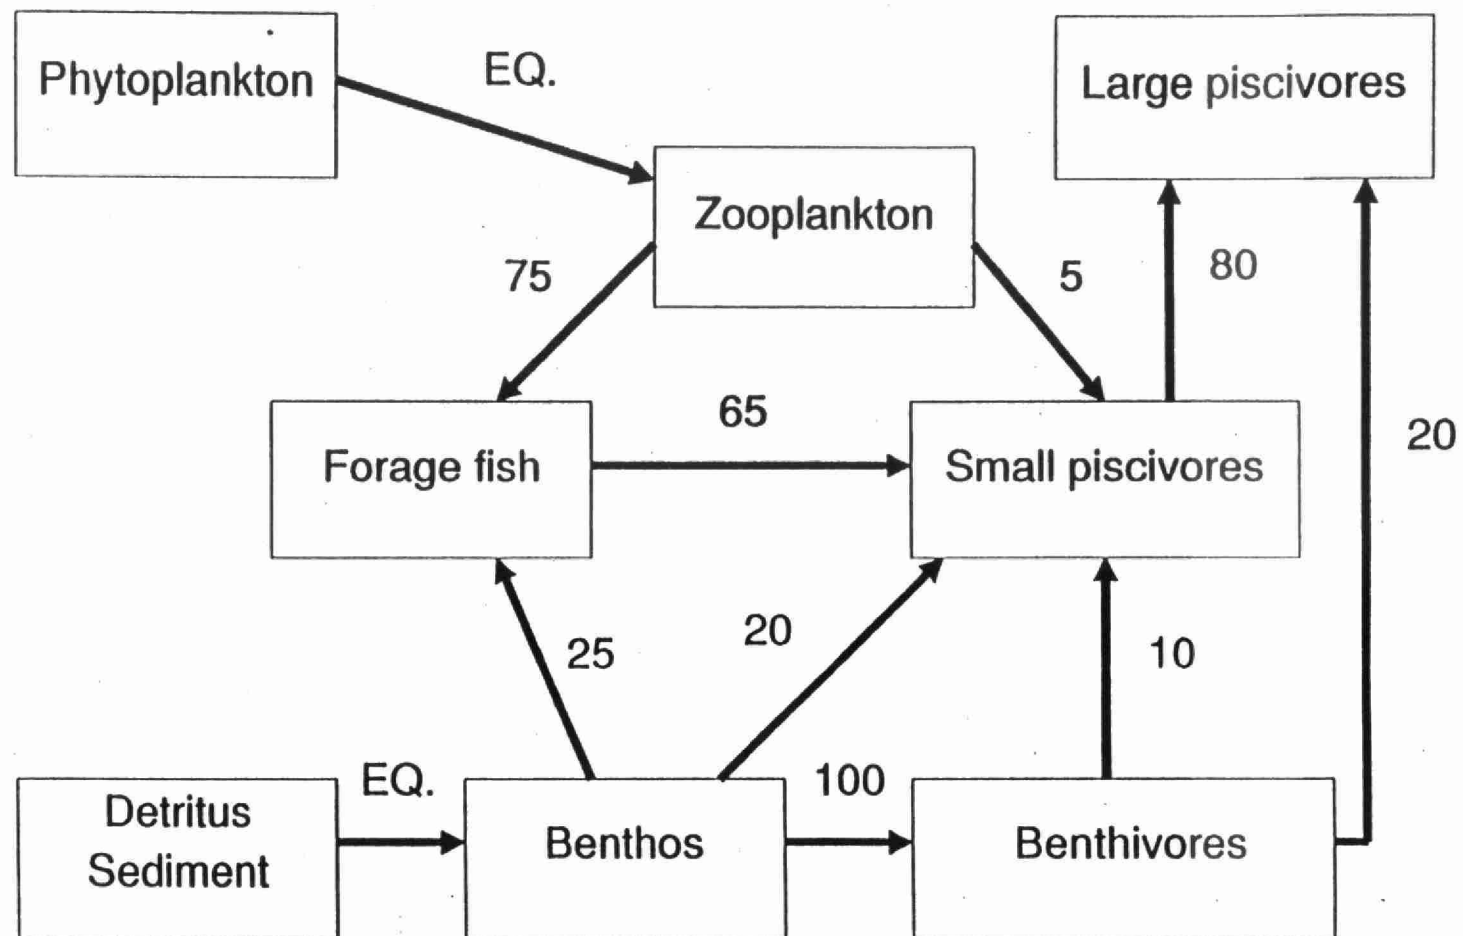 Phytoplankton
EQ.
Large piscivores
Zooplankton
75
5
80
65
20
Forage fish
Small piscivores
25
20
10
EQ.
100
Detritus
Sediment
Benthos
Benthivores